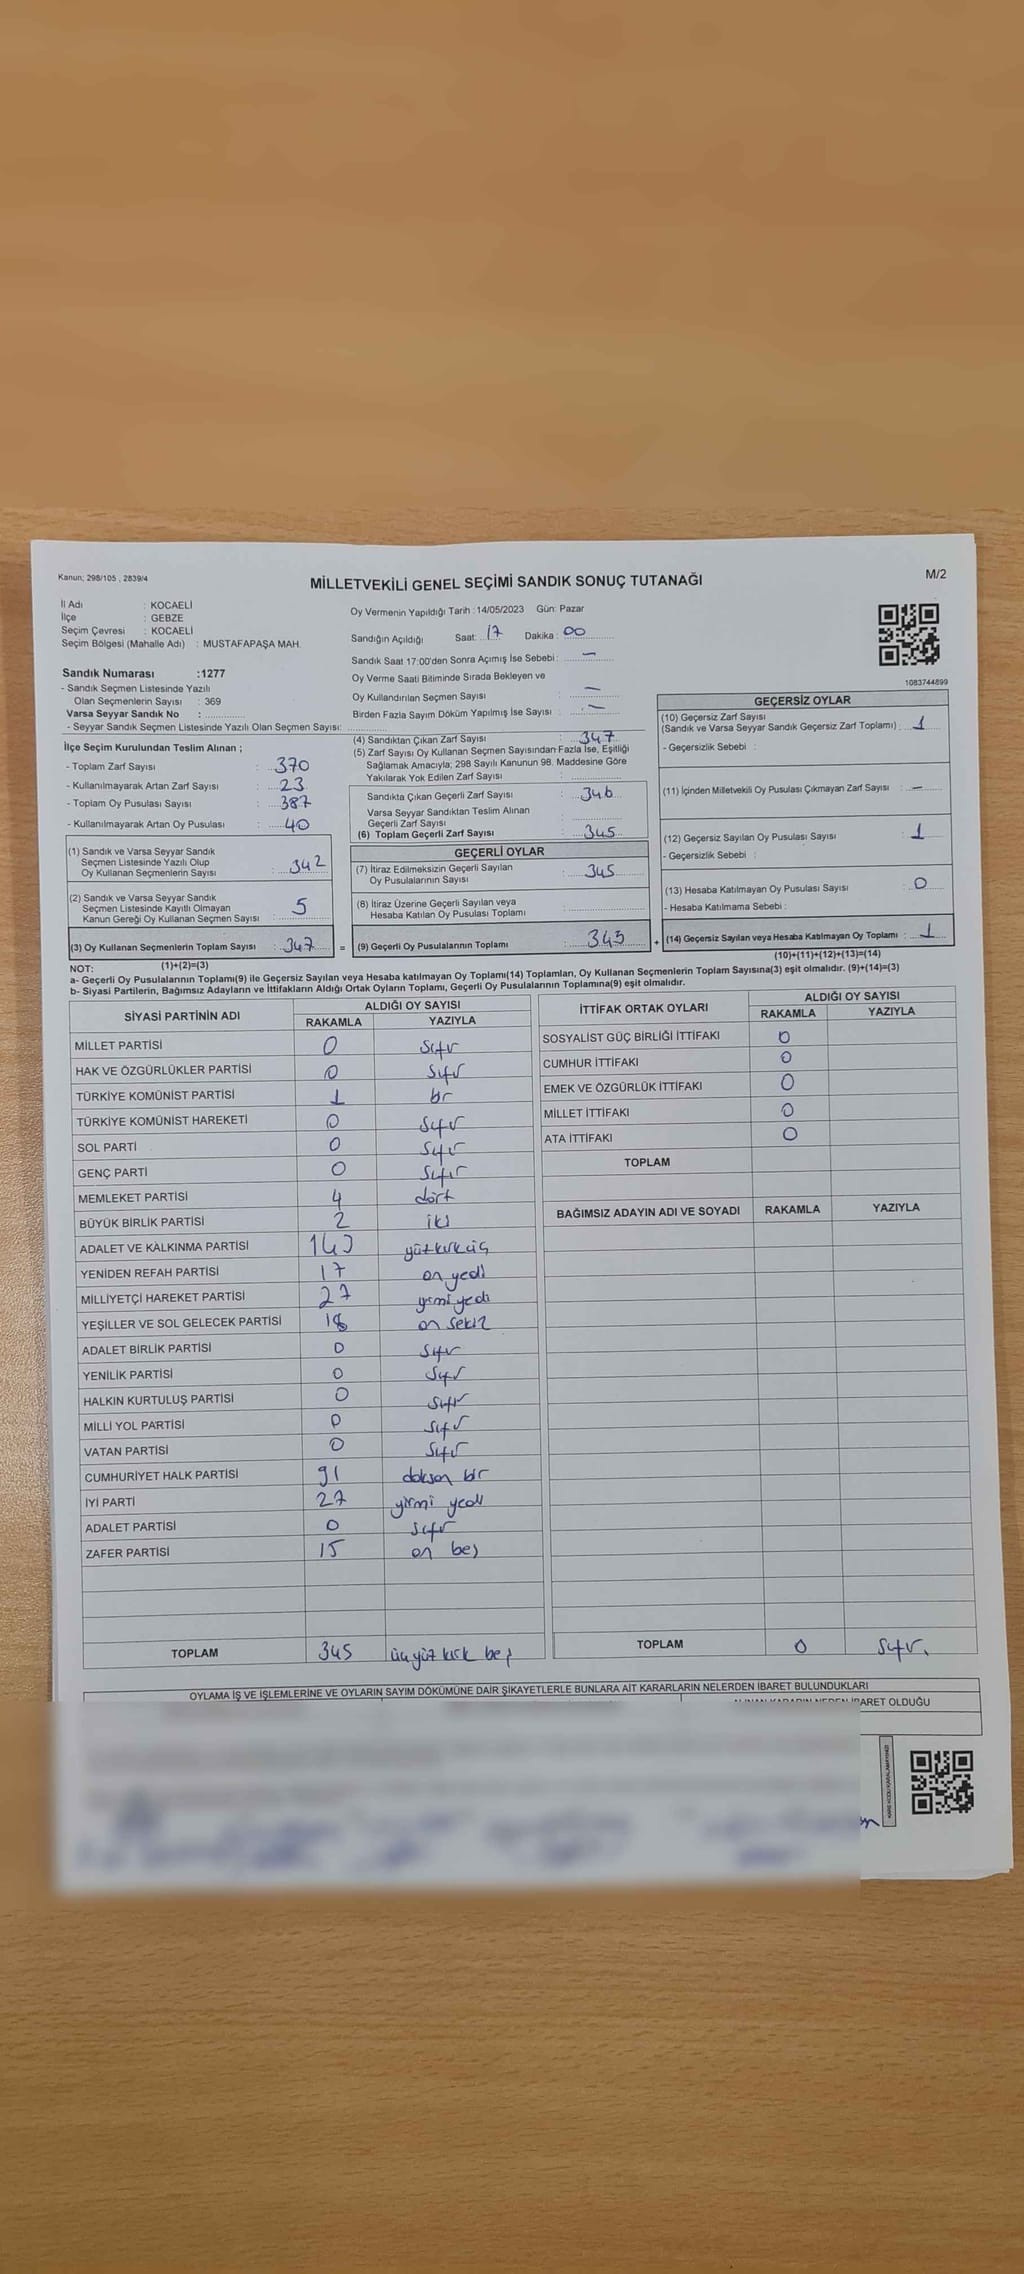 Kanun; 298/105 , 2839/4
MİLLETVEKİLİ GENEL SEÇİMİ SANDIK SONUÇ TUTANAĞI
M/2
İl Adı : KOCAELİ
İlçe : GEBZE
Seçim Çevresi : KOCAELİ
Seçim Bölgesi (Mahalle Adı) : MUSTAFAPAŞA MAH.
Sandık Numarası :1277
- Sandık Seçmen Listesinde Yazılı
Olan Seçmenlerin Sayısı : 369
Varsa Seyyar Sandık No :
- Seyyar Sandık Seçmen Listesinde Yazılı Olan Seçmen Sayısı:
İlçe Seçim Kurulundan Teslim Alınan ;
- Toplam Zarf Sayısı : 370
- Kullanılmayarak Artan Zarf Sayısı : 23
- Toplam Oy Pusulası Sayısı : 387
- Kullanılmayarak Artan Oy Pusulası : 40
(1) Sandık ve Varsa Seyyar Sandık
Seçmen Listesinde Yazılı Olup
Oy Kullanan Seçmenlerin Sayısı : 342
(2) Sandık ve Varsa Seyyar Sandık
Seçmen Listesinde Kayıtlı Olmayan
Kanun Gereği Oy Kullanan Seçmen Sayısı : 5
(3) Oy Kullanan Seçmenlerin Toplam Sayısı : 347 =
(1)+(2)=(3)
Oy Vermenin Yapıldığı Tarih : 14/05/2023 Gün: Pazar
Sandığın Açıldığı Saat: 17 Dakika : 00
Sandık Saat 17:00'den Sonra Açımış İse Sebebi: —
Oy Verme Saati Bitiminde Sırada Bekleyen ve
Oy Kullandırılan Seçmen Sayısı : —
Birden Fazla Sayım Döküm Yapılmış İse Sayısı : —
(4) Sandıktan Çıkan Zarf Sayısı : 347
(5) Zarf Sayısı Oy Kullanan Seçmen Sayısından Fazla İse, Eşitliği
Sağlamak Amacıyla; 298 Sayılı Kanunun 98. Maddesine Göre
Yakılarak Yok Edilen Zarf Sayısı :
Sandıkta Çıkan Geçerli Zarf Sayısı : 346
Varsa Seyyar Sandıktan Teslim Alınan
Geçerli Zarf Sayısı :
(6) Toplam Geçerli Zarf Sayısı : 345
GEÇERLİ OYLAR
(7) İtiraz Edilmeksizin Geçerli Sayılan
Oy Pusulalarının Sayısı : 345
(8) İtiraz Üzerine Geçerli Sayılan veya
Hesaba Katılan Oy Pusulası Toplamı :
(9) Geçerli Oy Pusulalarının Toplamı : 345 +
1083744899
GEÇERSİZ OYLAR
(10) Geçersiz Zarf Sayısı
(Sandık ve Varsa Seyyar Sandık Geçersiz Zarf Toplamı) : 1
- Geçersizlik Sebebi :
(11) İçinden Milletvekili Oy Pusulası Çıkmayan Zarf Sayısı : —
(12) Geçersiz Sayılan Oy Pusulası Sayısı : 1
- Geçersizlik Sebebi :
(13) Hesaba Katılmayan Oy Pusulası Sayısı : 0
- Hesaba Katılmama Sebebi :
(14) Geçersiz Sayılan veya Hesaba Katılmayan Oy Toplamı : 1
(10)+(11)+(12)+(13)=(14)
NOT:
a- Geçerli Oy Pusulalarının Toplamı(9) ile Geçersiz Sayılan veya Hesaba katılmayan Oy Toplamı(14) Toplamları, Oy Kullanan Seçmenlerin Toplam Sayısına(3) eşit olmalıdır. (9)+(14)=(3)
b- Siyasi Partilerin, Bağımsız Adayların ve İttifakların Aldığı Ortak Oyların Toplamı, Geçerli Oy Pusulalarının Toplamına(9) eşit olmalıdır.
SİYASİ PARTİNİN ADI ALDIĞI OY SAYISI
RAKAMLA YAZIYLA
MİLLET PARTİSİ 0 Sıfır
HAK VE ÖZGÜRLÜKLER PARTİSİ 0 Sıfır
TÜRKİYE KOMÜNİST PARTİSİ 1 bir
TÜRKİYE KOMÜNİST HAREKETİ 0 Sıfır
SOL PARTİ 0 Sıfır
GENÇ PARTİ 0 Sıfır
MEMLEKET PARTİSİ 4 dört
BÜYÜK BİRLİK PARTİSİ 2 iki
ADALET VE KALKINMA PARTİSİ 143 yüzkırküç
YENİDEN REFAH PARTİSİ 17 on yedi
MİLLİYETÇİ HAREKET PARTİSİ 27 yirmi yedi
YEŞİLLER VE SOL GELECEK PARTİSİ 18 on sekiz
ADALET BİRLİK PARTİSİ 0 Sıfır
YENİLİK PARTİSİ 0 Sıfır
HALKIN KURTULUŞ PARTİSİ 0 Sıfır
MİLLİ YOL PARTİSİ 0 Sıfır
VATAN PARTİSİ 0 Sıfır
CUMHURİYET HALK PARTİSİ 91 doksan bir
İYİ PARTİ 27 yirmi yedi
ADALET PARTİSİ 0 Sıfır
ZAFER PARTİSİ 15 on beş
TOPLAM 345 üçyüz kırk beş
İTTİFAK ORTAK OYLARI ALDIĞI OY SAYISI
RAKAMLA YAZIYLA
SOSYALİST GÜÇ BİRLİĞİ İTTİFAKI 0
CUMHUR İTTİFAKI 0
EMEK VE ÖZGÜRLÜK İTTİFAKI 0
MİLLET İTTİFAKI 0
ATA İTTİFAKI 0
TOPLAM
BAĞIMSIZ ADAYIN ADI VE SOYADI RAKAMLA YAZIYLA
TOPLAM 0 Sıfır.
OYLAMA İŞ VE İŞLEMLERİNE VE OYLARIN SAYIM DÖKÜMÜNE DAİR ŞİKAYETLERLE BUNLARA AİT KARARLARIN NELERDEN İBARET BULUNDUKLARI
ALINAN KARARIN NEDEN İBARET OLDUĞU
KARE KODU KARALAMAYINIZ